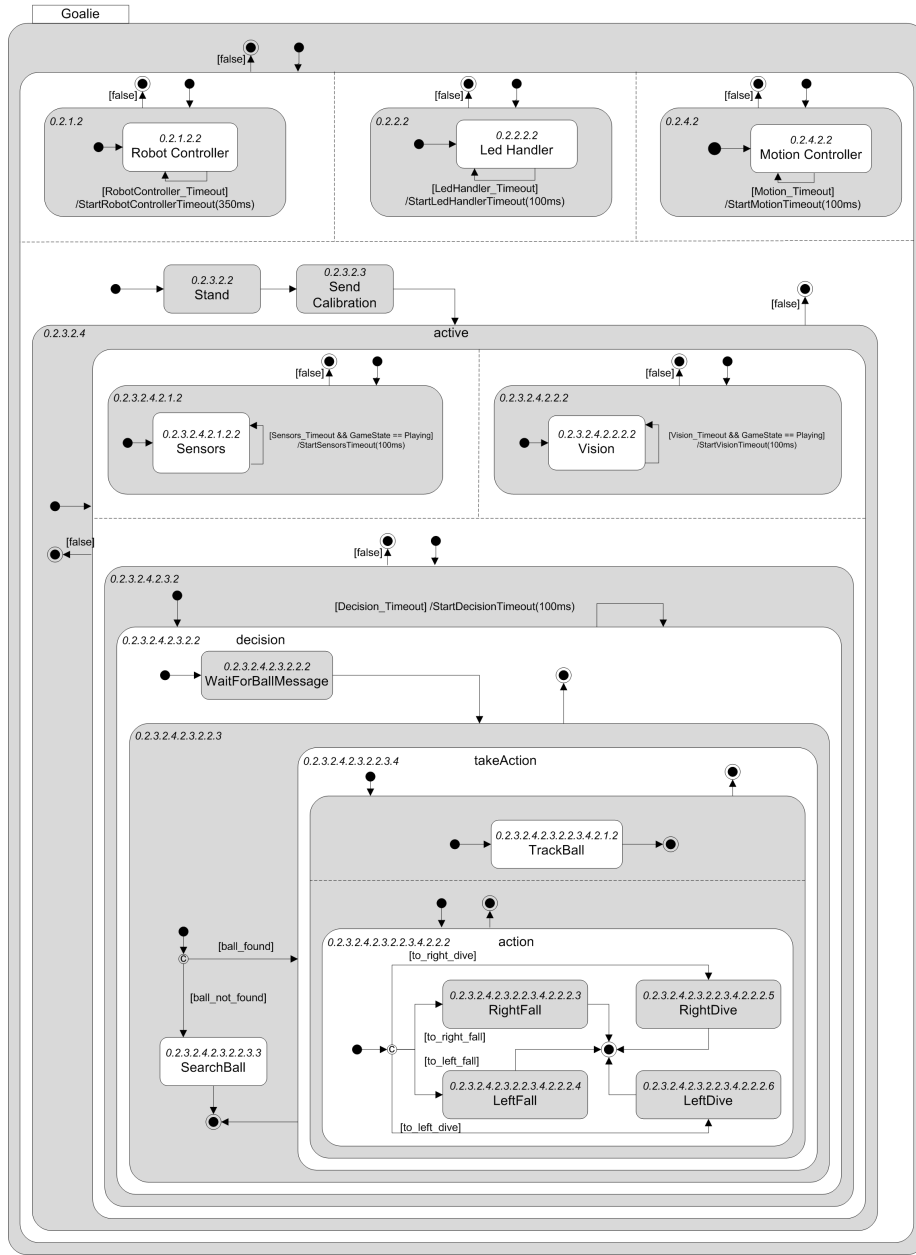 Goalie
[false]
[false]
[false]
[false]
0.2.1.2
0.2.1.2.2
Robot Controller
[RobotController_Timeout]
/StartRobotControllerTimeout(350ms)
0.2.2.2
0.2.2.2.2
Led Handler
[LedHandler_Timeout]
/StartLedHandlerTimeout(100ms)
0.2.4.2
0.2.4.2.2
Motion Controller
[Motion_Timeout]
/StartMotionTimeout(100ms)
0.2.3.2.2
Stand
0.2.3.2.3
Send
Calibration
[false]
0.2.3.2.4
active
[false]
[false]
0.2.3.2.4.2.1.2
0.2.3.2.4.2.1.2.2
Sensors
[Sensors_Timeout && GameState == Playing]
/StartSensorsTimeout(100ms)
0.2.3.2.4.2.2.2
0.2.3.2.4.2.2.2.2
Vision
[Vision_Timeout && GameState == Playing]
/StartVisionTimeout(100ms)
[false]
[false]
0.2.3.2.4.2.3.2
[Decision_Timeout] /StartDecisionTimeout(100ms)
0.2.3.2.4.2.3.2.2
decision
0.2.3.2.4.2.3.2.2.2
WaitForBallMessage
0.2.3.2.4.2.3.2.2.3
0.2.3.2.4.2.3.2.2.3.4
takeAction
0.2.3.2.4.2.3.2.2.3.4.2.1.2
TrackBall
0.2.3.2.4.2.3.2.2.3.4.2.2.2
action
C
[ball_found]
[ball_not_found]
0.2.3.2.4.2.3.2.2.3.3
SearchBall
[to_right_dive]
0.2.3.2.4.2.3.2.2.3.4.2.2.2.3
RightFall
0.2.3.2.4.2.3.2.2.3.4.2.2.2.5
RightDive
[to_right_fall]
C
[to_left_fall]
0.2.3.2.4.2.3.2.2.3.4.2.2.2.4
LeftFall
0.2.3.2.4.2.3.2.2.3.4.2.2.2.6
LeftDive
[to_left_dive]